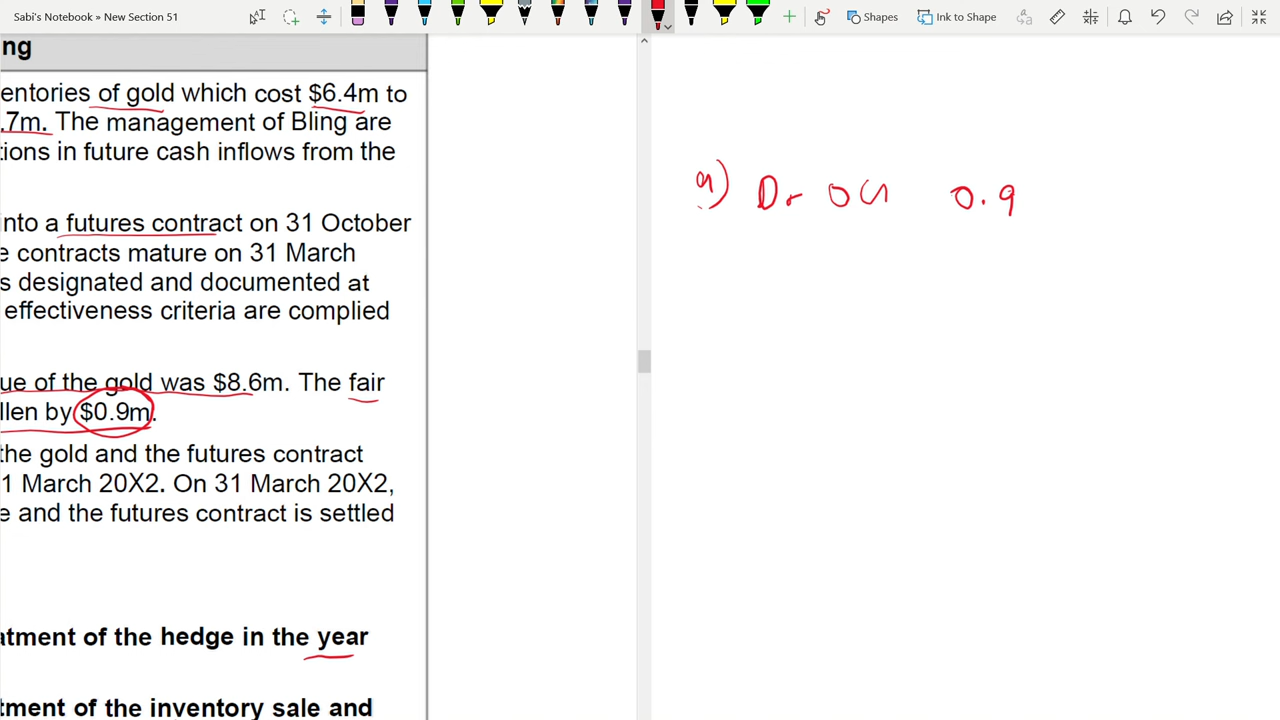 Sabi's Notebook » New Section 51
Shapes
Ink to Shape
ng
entories of gold which cost $6.4m to
.7m. The management of Bling are
tions in future cash inflows from the
into a futures contract on 31 October
e contracts mature on 31 March
s designated and documented at
effectiveness criteria are complied
ue of the gold was $8.6m. The fair
llen by $0.9m.
the gold and the futures contract
1 March 20X2. On 31 March 20X2,
e and the futures contract is settled
atment of the hedge in the year
tment of the inventory sale and
a) Dr OCI 0.9